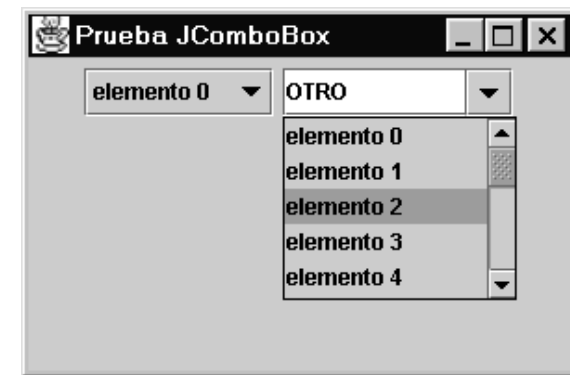 Prueba JComboBox
elemento 0
OTRO
elemento 0
elemento 1
elemento 2
elemento 3
elemento 4